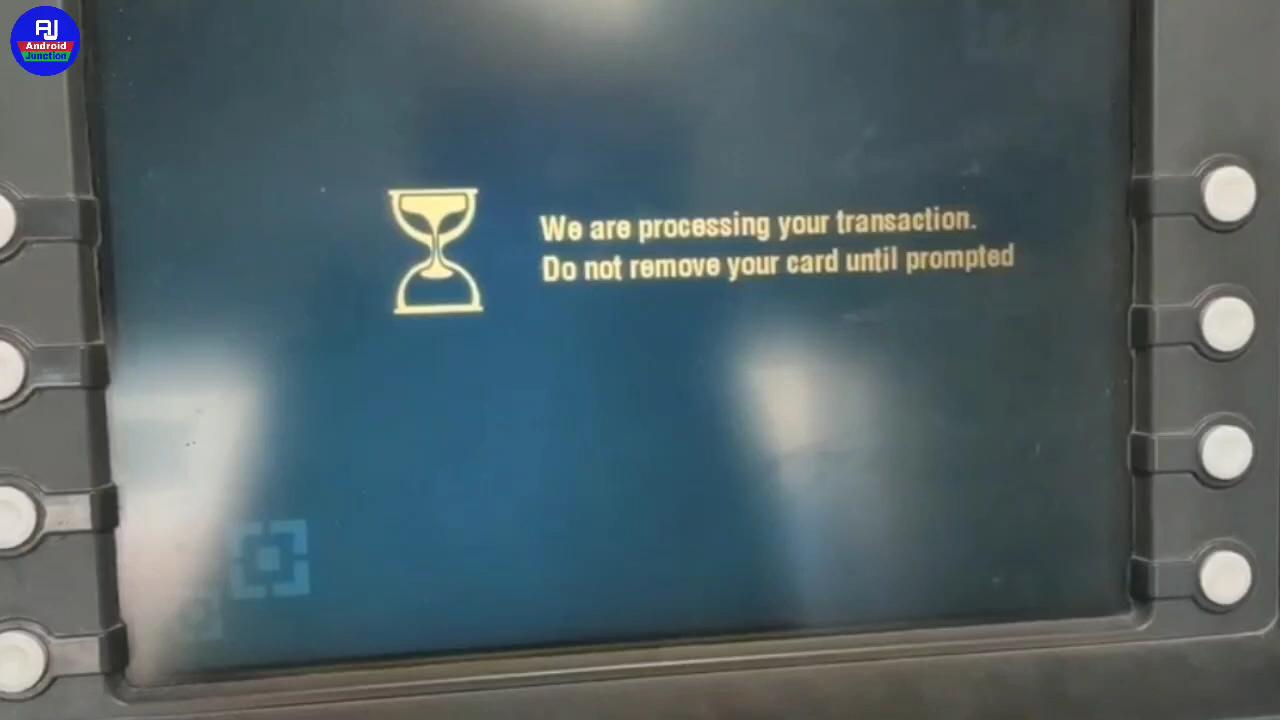 AJ
Android
Junction
We are processing your transaction.
Do not remove your card until prompted